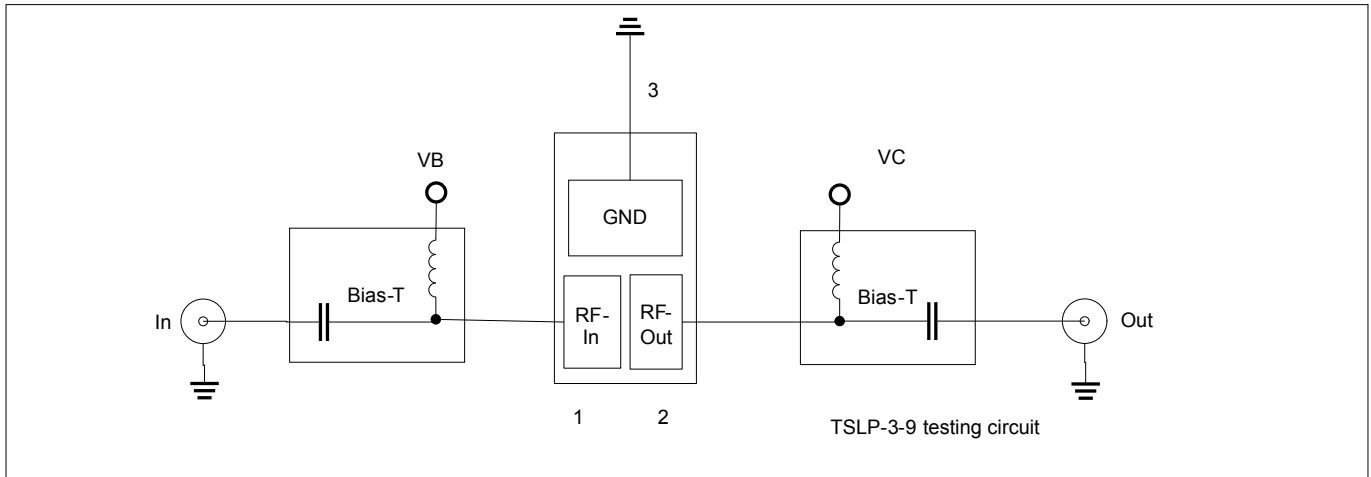 3
VB
VC
GND
Bias-T
Bias-T
In
RF-
In
RF-
Out
Out
1
2
TSLP-3-9 testing circuit